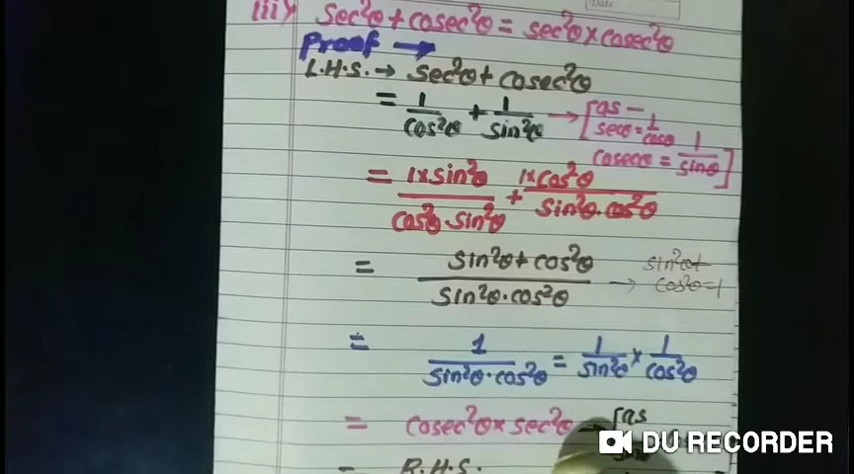 Date
iii) sec²θ + cosec²θ = sec²θ × cosec²θ
Proof →
L.H.S. → sec²θ + cosec²θ
= 1/cos²θ + 1/sin²θ → [as -
secθ = 1/cosθ
cosecθ = 1/sinθ]
= 1×sin²θ/cos²θ·sin²θ + 1×cos²θ/sin²θ·cos²θ
= sin²θ + cos²θ/sin²θ·cos²θ → sin²θ +
cos²θ = 1
= 1/sin²θ·cos²θ = 1/sin²θ × 1/cos²θ
= cosec²θ × sec²θ [as
= R.H.S.
DU RECORDER